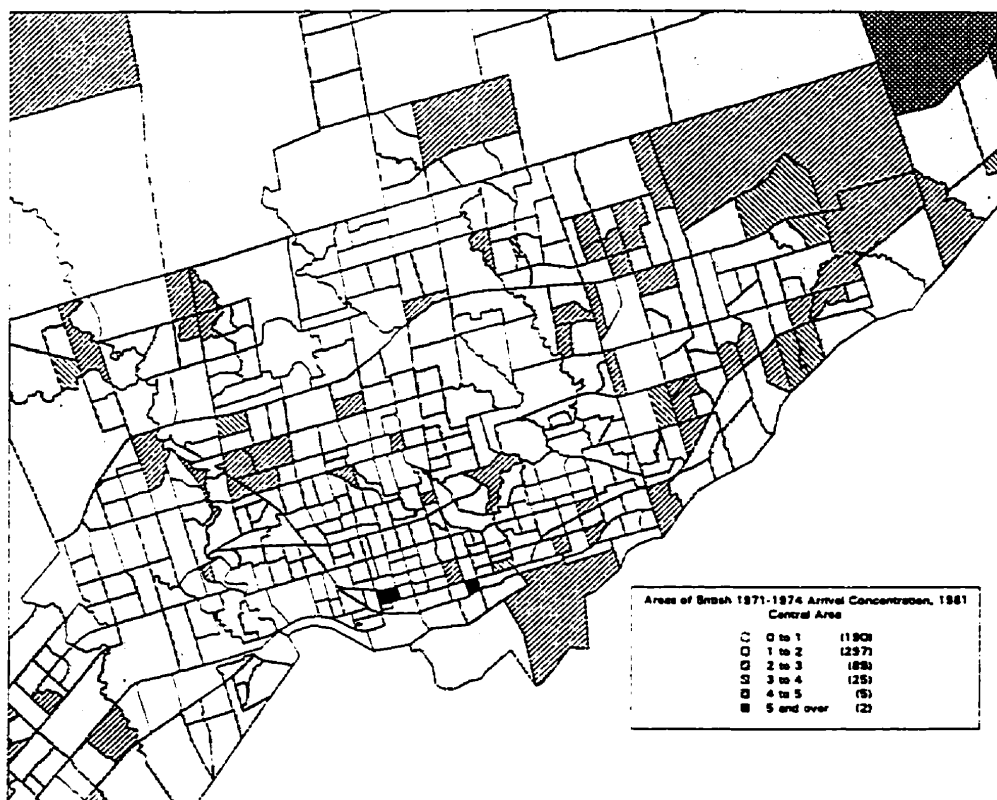 Areas of British 1971-1974 Arrival Concentration, 1981
Central Area
0 to 1 (190)
1 to 2 (297)
2 to 3 (89)
3 to 4 (25)
4 to 5 (5)
5 and over (2)